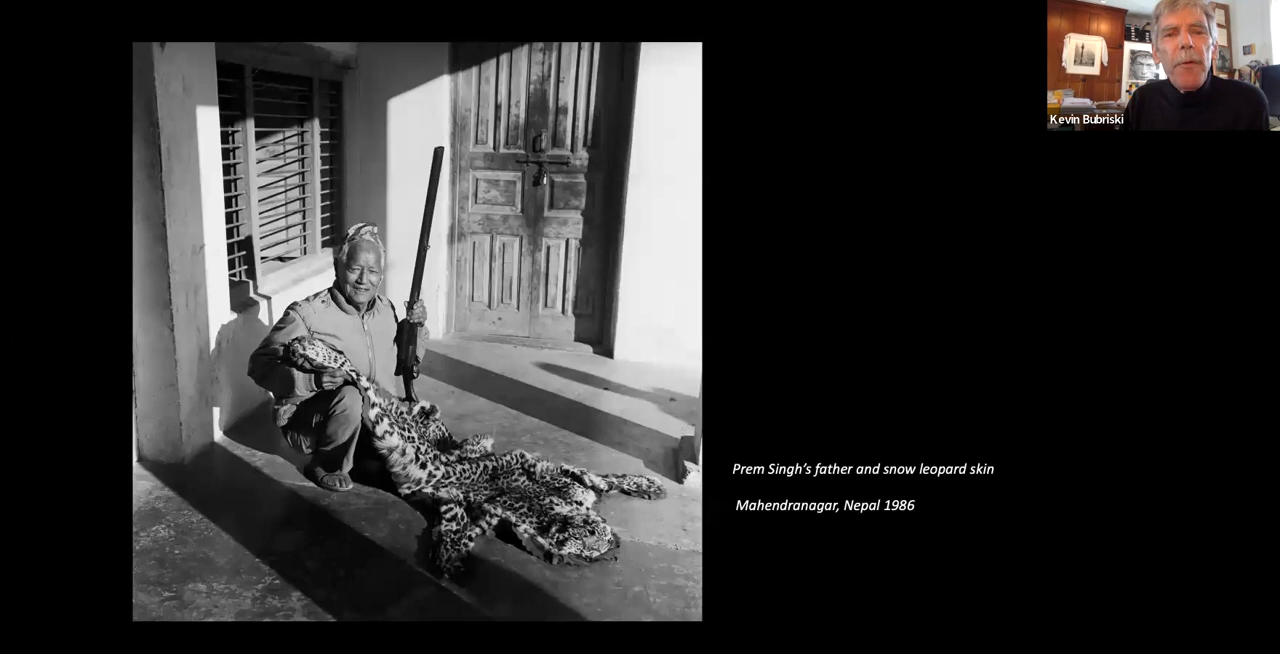 Kevin Bubriski
Prem Singh’s father and snow leopard skin
Mahendranagar, Nepal 1986